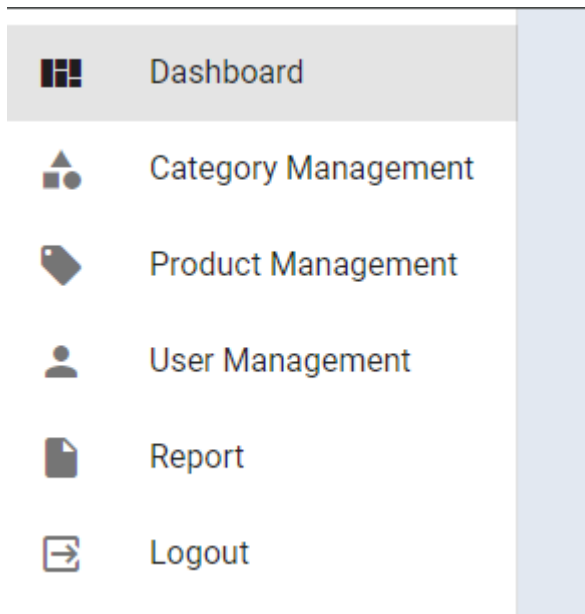 Dashboard
Category Management
Product Management
User Management
Report
Logout